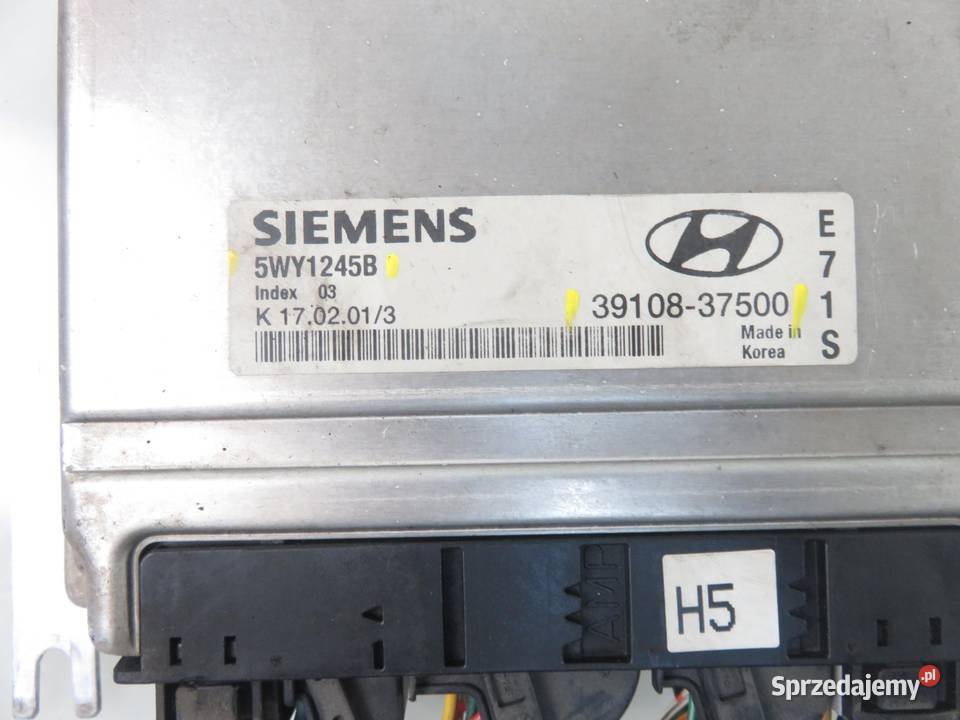 SIEMENS
5WY1245B
Index 03
K 17.02.01/3
39108-37500
Made in
Korea
E
7
1
S
AMP
H5
Sprzedajemy.pl